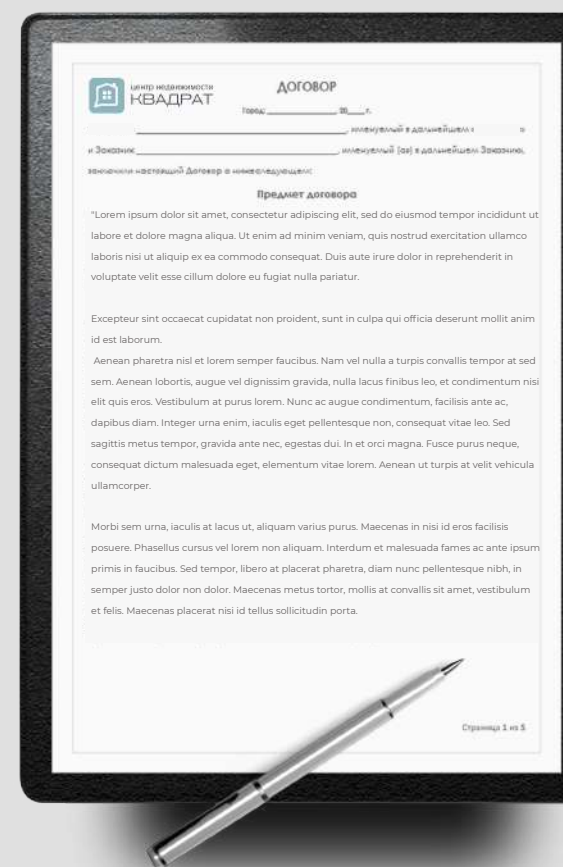 центр недвижимости
КВАДРАТ
ДОГОВОР
Город: ____________ 20____г.
____________, именуемый в дальнейшем « »
и Заказчик ____________, именуемый (ая) в дальнейшем Заказчик,
заключили настоящий Договор о нижеследующем:
Предмет договора
"Lorem ipsum dolor sit amet, consectetur adipiscing elit, sed do eiusmod tempor incididunt ut
labore et dolore magna aliqua. Ut enim ad minim veniam, quis nostrud exercitation ullamco
laboris nisi ut aliquip ex ea commodo consequat. Duis aute irure dolor in reprehenderit in
voluptate velit esse cillum dolore eu fugiat nulla pariatur.
Excepteur sint occaecat cupidatat non proident, sunt in culpa qui officia deserunt mollit anim
id est laborum.
Aenean pharetra nisl et lorem semper faucibus. Nam vel nulla a turpis convallis tempor at sed
sem. Aenean lobortis, augue vel dignissim gravida, nulla lacus finibus leo, et condimentum nisi
elit quis eros. Vestibulum at purus lorem. Nunc ac augue condimentum, facilisis ante ac,
dapibus diam. Integer urna enim, iaculis eget pellentesque non, consequat vitae leo. Sed
sagittis metus tempor, gravida ante nec, egestas dui. In et orci magna. Fusce purus neque,
consequat dictum malesuada eget, elementum vitae lorem. Aenean ut turpis at velit vehicula
ullamcorper.
Morbi sem urna, iaculis at lacus ut, aliquam varius purus. Maecenas in nisi id eros facilisis
posuere. Phasellus cursus vel lorem non aliquam. Interdum et malesuada fames ac ante ipsum
primis in faucibus. Sed tempor, libero at placerat pharetra, diam nunc pellentesque nibh, in
semper justo dolor non dolor. Maecenas metus tortor, mollis at convallis sit amet, vestibulum
et felis. Maecenas placerat nisi id tellus sollicitudin porta.
Страница 1 из 5